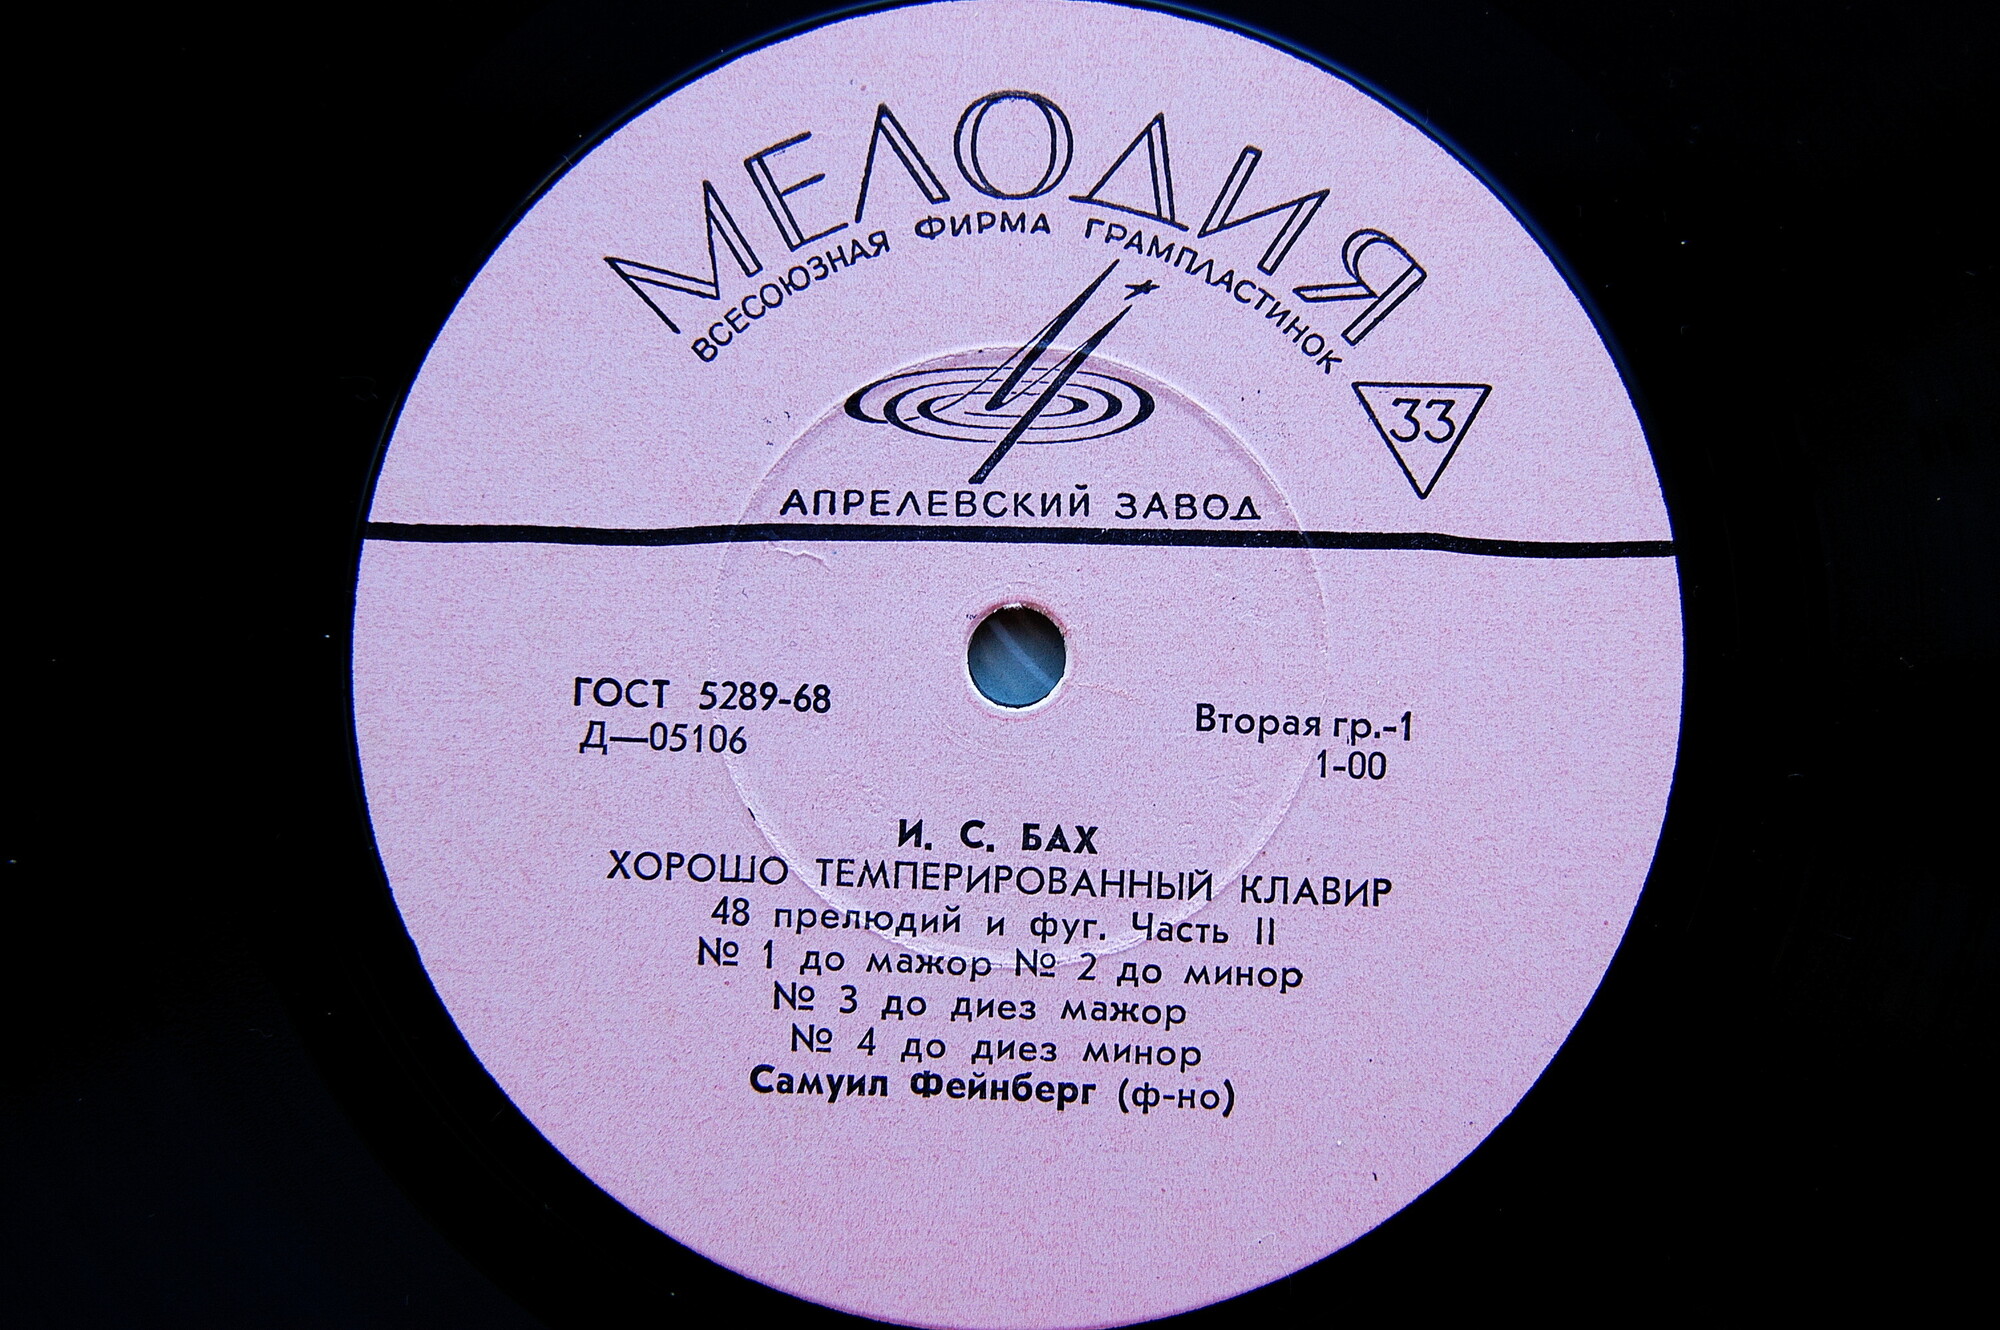 МЕЛОДИЯ
ВСЕСОЮЗНАЯ ФИРМА ГРАМПЛАСТИНОК
33
АПРЕЛЕВСКИЙ ЗАВОД
ГОСТ 5289-68
Д—05106
Вторая гр.-1
1-00
И. С. БАХ
ХОРОШО ТЕМПЕРИРОВАННЫЙ КЛАВИР
48 прелюдий и фуг. Часть II
№ 1 до мажор № 2 до минор
№ 3 до диез мажор
№ 4 до диез минор
Самуил Фейнберг (ф-но)